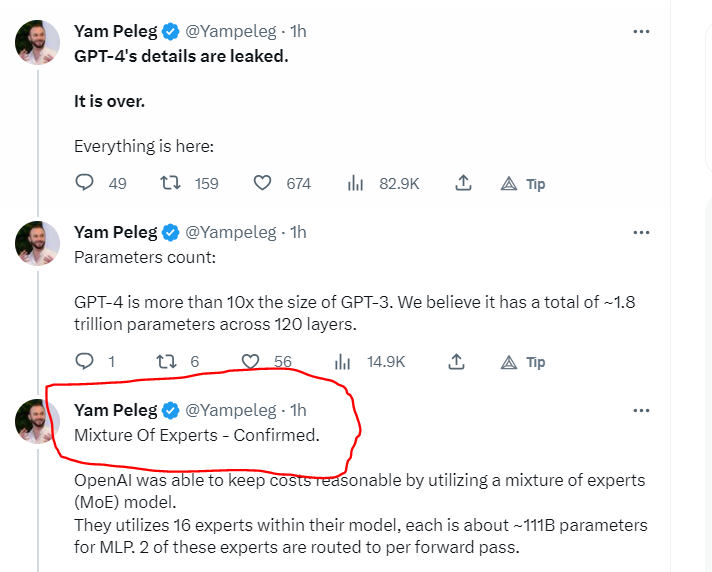 Yam Peleg @Yampeleg · 1h
GPT-4's details are leaked.
It is over.
Everything is here:
49 159 674 82.9K Tip
Yam Peleg @Yampeleg · 1h
Parameters count:
GPT-4 is more than 10x the size of GPT-3. We believe it has a total of ~1.8
trillion parameters across 120 layers.
1 6 56 14.9K Tip
Yam Peleg @Yampeleg · 1h
Mixture Of Experts - Confirmed.
OpenAI was able to keep costs reasonable by utilizing a mixture of experts
(MoE) model.
They utilizes 16 experts within their model, each is about ~111B parameters
for MLP. 2 of these experts are routed to per forward pass.